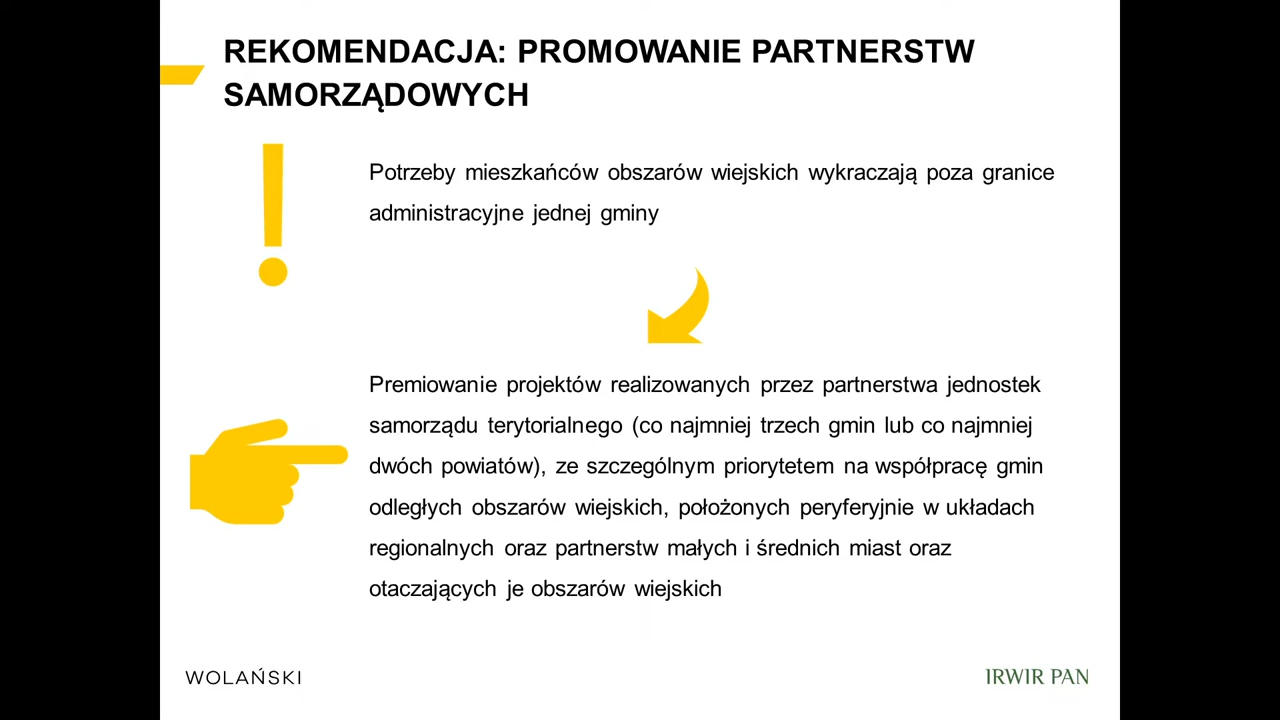 REKOMENDACJA: PROMOWANIE PARTNERSTW
SAMORZĄDOWYCH
Potrzeby mieszkańców obszarów wiejskich wykraczają poza granice
administracyjne jednej gminy
Premiowanie projektów realizowanych przez partnerstwa jednostek
samorządu terytorialnego (co najmniej trzech gmin lub co najmniej
dwóch powiatów), ze szczególnym priorytetem na współpracę gmin
odległych obszarów wiejskich, położonych peryferyjnie w układach
regionalnych oraz partnerstw małych i średnich miast oraz
otaczających je obszarów wiejskich
WOLAŃSKI
IRWIR PAN